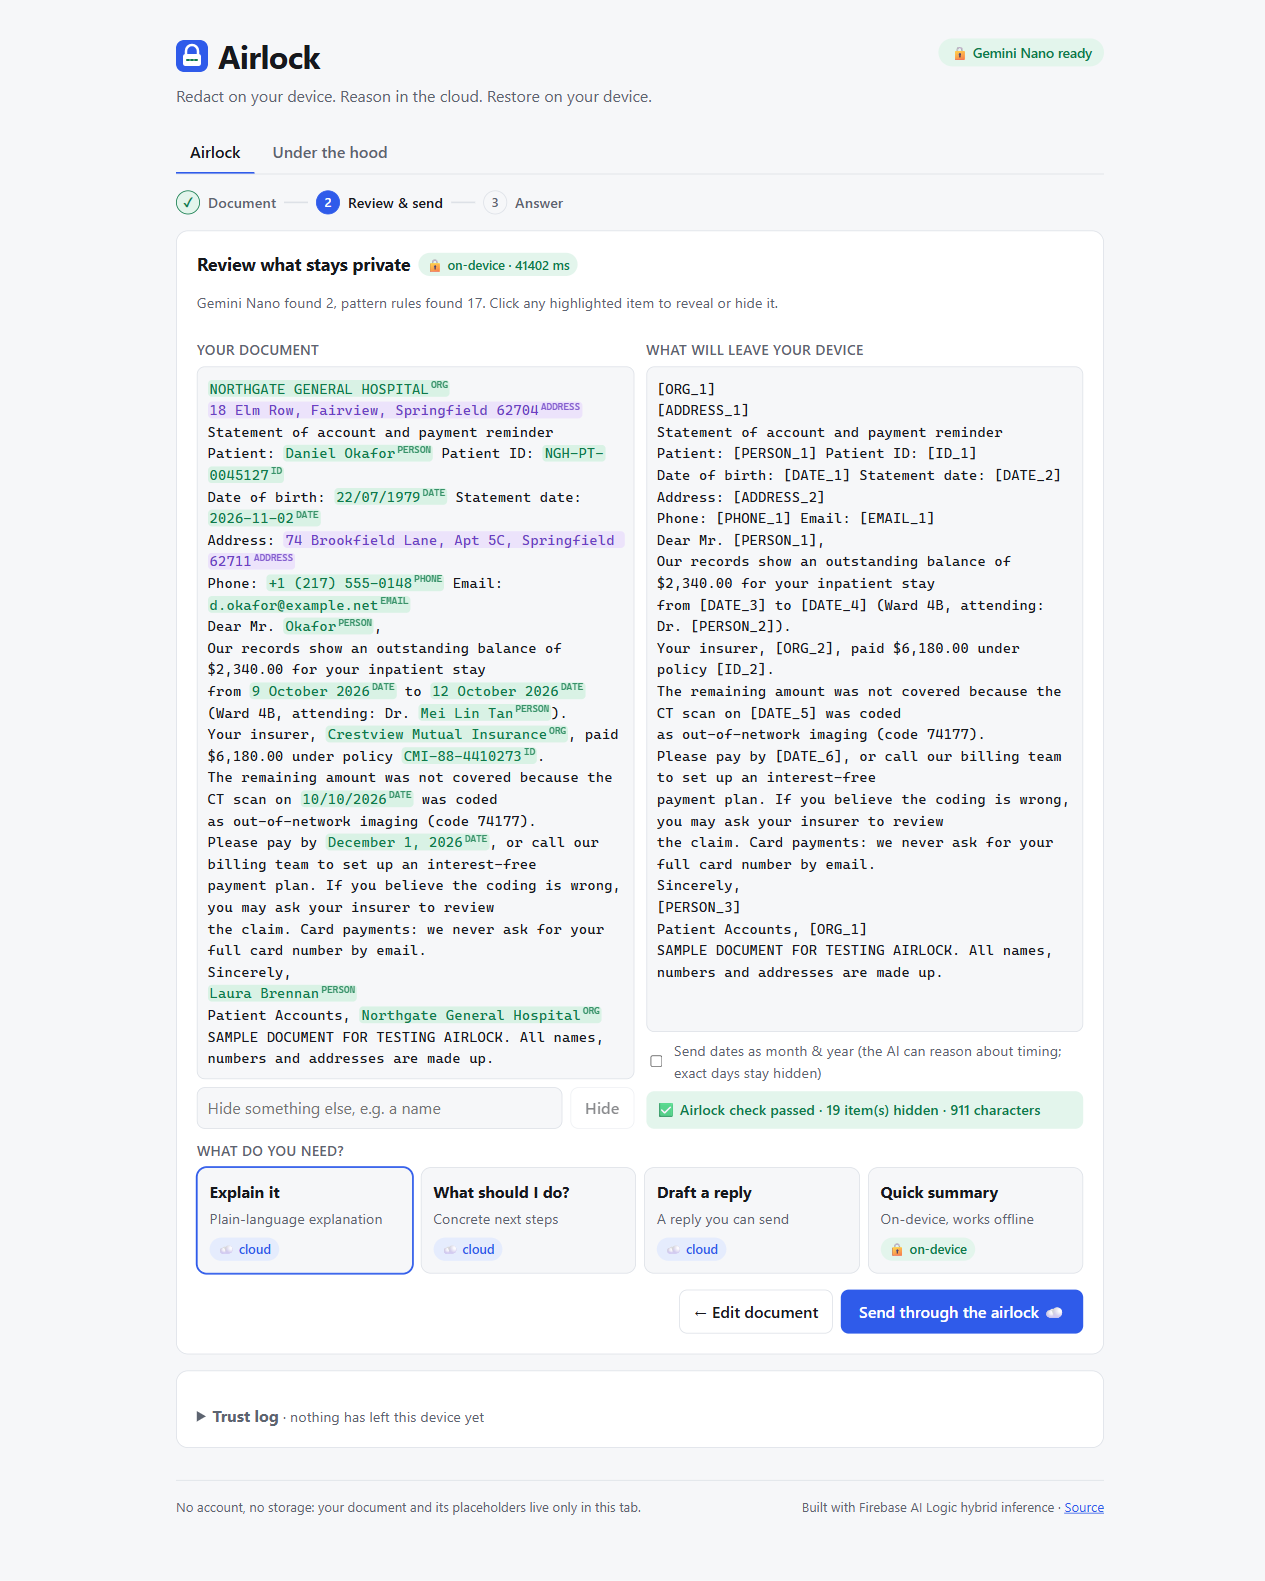 Airlock
Gemini Nano ready
Redact on your device. Reason in the cloud. Restore on your device.
Airlock
Under the hood
✓ Document
2 Review & send
3 Answer
Review what stays private
on-device · 41402 ms
Gemini Nano found 2, pattern rules found 17. Click any highlighted item to reveal or hide it.
YOUR DOCUMENT
NORTHGATE GENERAL HOSPITAL ORG
18 Elm Row, Fairview, Springfield 62704 ADDRESS
Statement of account and payment reminder
Patient: Daniel Okafor PERSON Patient ID: NGH-PT-
0045127 ID
Date of birth: 22/07/1979 DATE Statement date:
2026-11-02 DATE
Address: 74 Brookfield Lane, Apt 5C, Springfield
62711 ADDRESS
Phone: +1 (217) 555-0148 PHONE Email:
d.okafor@example.net EMAIL
Dear Mr. Okafor PERSON,
Our records show an outstanding balance of
$2,340.00 for your inpatient stay
from 9 October 2026 DATE to 12 October 2026 DATE
(Ward 4B, attending: Dr. Mei Lin Tan PERSON).
Your insurer, Crestview Mutual Insurance ORG, paid
$6,180.00 under policy CMI-88-4410273 ID.
The remaining amount was not covered because the
CT scan on 10/10/2026 DATE was coded
as out-of-network imaging (code 74177).
Please pay by December 1, 2026 DATE, or call our
billing team to set up an interest-free
payment plan. If you believe the coding is wrong,
you may ask your insurer to review
the claim. Card payments: we never ask for your
full card number by email.
Sincerely,
Laura Brennan PERSON
Patient Accounts, Northgate General Hospital ORG
SAMPLE DOCUMENT FOR TESTING AIRLOCK. All names,
numbers and addresses are made up.
Hide something else, e.g. a name
Hide
WHAT WILL LEAVE YOUR DEVICE
[ORG_1]
[ADDRESS_1]
Statement of account and payment reminder
Patient: [PERSON_1] Patient ID: [ID_1]
Date of birth: [DATE_1] Statement date: [DATE_2]
Address: [ADDRESS_2]
Phone: [PHONE_1] Email: [EMAIL_1]
Dear Mr. [PERSON_1],
Our records show an outstanding balance of
$2,340.00 for your inpatient stay
from [DATE_3] to [DATE_4] (Ward 4B, attending:
Dr. [PERSON_2]).
Your insurer, [ORG_2], paid $6,180.00 under
policy [ID_2].
The remaining amount was not covered because the
CT scan on [DATE_5] was coded
as out-of-network imaging (code 74177).
Please pay by [DATE_6], or call our billing team
to set up an interest-free
payment plan. If you believe the coding is wrong,
you may ask your insurer to review
the claim. Card payments: we never ask for your
full card number by email.
Sincerely,
[PERSON_3]
Patient Accounts, [ORG_1]
SAMPLE DOCUMENT FOR TESTING AIRLOCK. All names,
numbers and addresses are made up.
Send dates as month & year (the AI can reason about timing;
exact days stay hidden)
Airlock check passed · 19 item(s) hidden · 911 characters
WHAT DO YOU NEED?
Explain it
Plain-language explanation
cloud
What should I do?
Concrete next steps
cloud
Draft a reply
A reply you can send
cloud
Quick summary
On-device, works offline
on-device
← Edit document
Send through the airlock
Trust log · nothing has left this device yet
No account, no storage: your document and its placeholders live only in this tab.
Built with Firebase AI Logic hybrid inference · Source